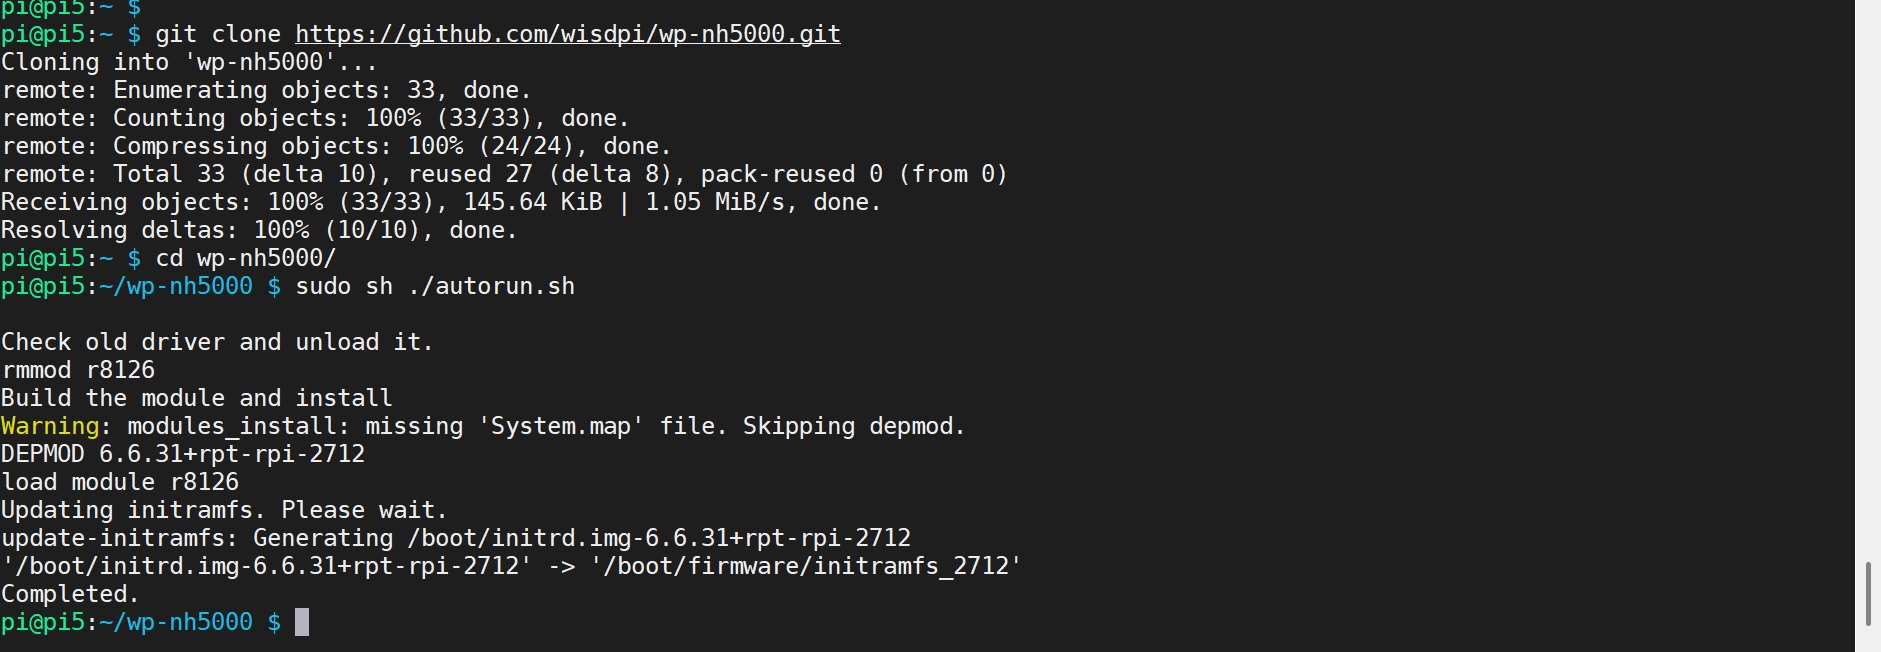 pi@pi5:~ $
pi@pi5:~ $ git clone https://github.com/wisdpi/wp-nh5000.git
Cloning into 'wp-nh5000'...
remote: Enumerating objects: 33, done.
remote: Counting objects: 100% (33/33), done.
remote: Compressing objects: 100% (24/24), done.
remote: Total 33 (delta 10), reused 27 (delta 8), pack-reused 0 (from 0)
Receiving objects: 100% (33/33), 145.64 KiB | 1.05 MiB/s, done.
Resolving deltas: 100% (10/10), done.
pi@pi5:~ $ cd wp-nh5000/
pi@pi5:~/wp-nh5000 $ sudo sh ./autorun.sh

Check old driver and unload it.
rmmod r8126
Build the module and install
Warning: modules_install: missing 'System.map' file. Skipping depmod.
DEPMOD 6.6.31+rpt-rpi-2712
load module r8126
Updating initramfs. Please wait.
update-initramfs: Generating /boot/initrd.img-6.6.31+rpt-rpi-2712
'/boot/initrd.img-6.6.31+rpt-rpi-2712' -> '/boot/firmware/initramfs_2712'
Completed.
pi@pi5:~/wp-nh5000 $